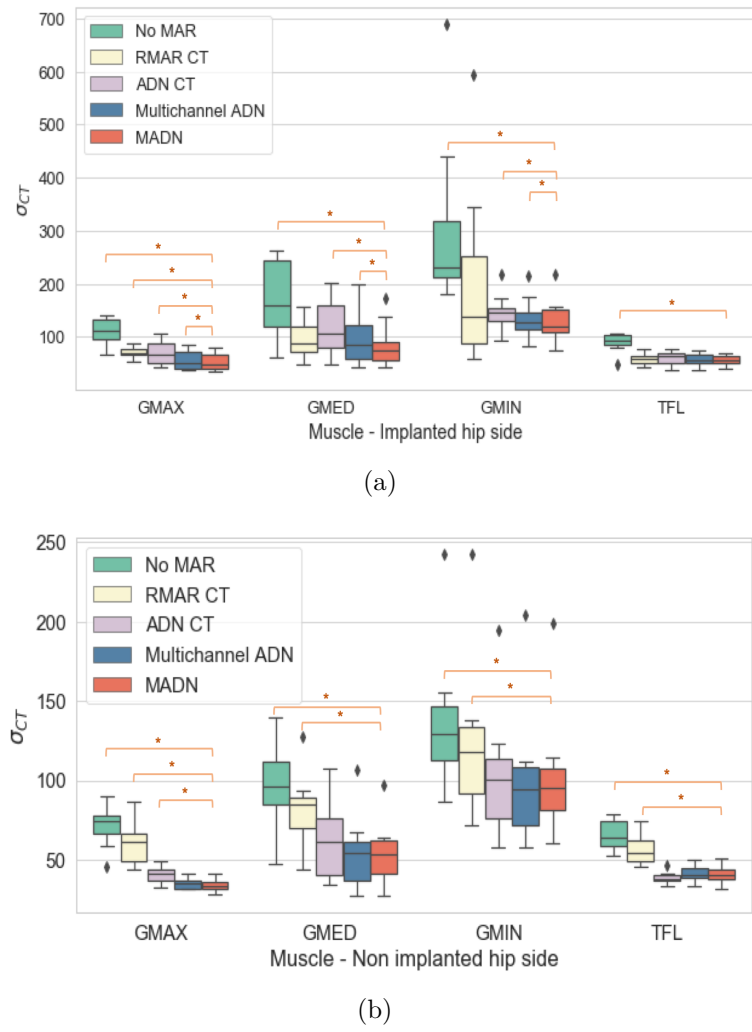 700
600
500
400
300
200
100
σCT
No MAR
RMAR CT
ADN CT
Multichannel ADN
MADN
* * * *
* * *
* * *
*
GMAX GMED GMIN TFL
Muscle - Implanted hip side
(a)
250
200
150
100
50
σCT
No MAR
RMAR CT
ADN CT
Multichannel ADN
MADN
* * *
* *
* *
* *
GMAX GMED GMIN TFL
Muscle - Non implanted hip side
(b)